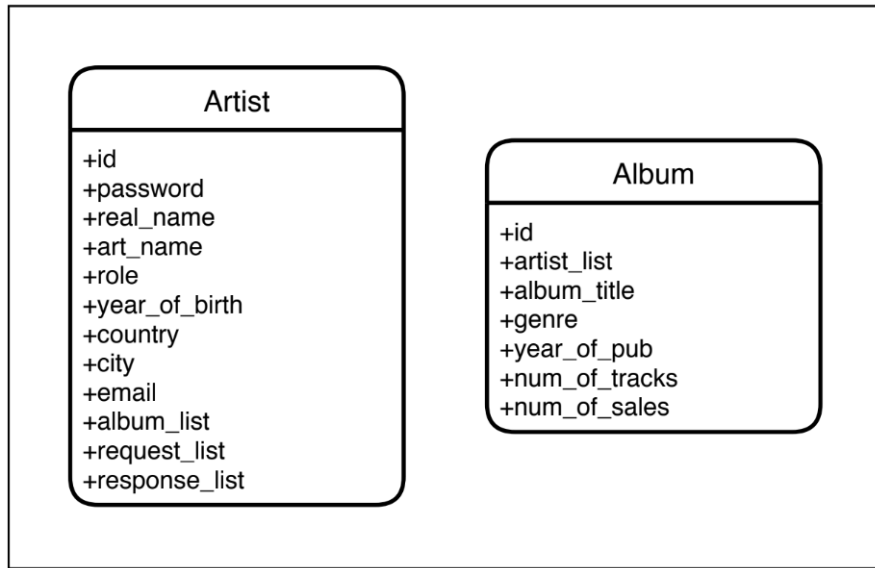 Artist
+id
+password
+real_name
+art_name
+role
+year_of_birth
+country
+city
+email
+album_list
+request_list
+response_list
Album
+id
+artist_list
+album_title
+genre
+year_of_pub
+num_of_tracks
+num_of_sales